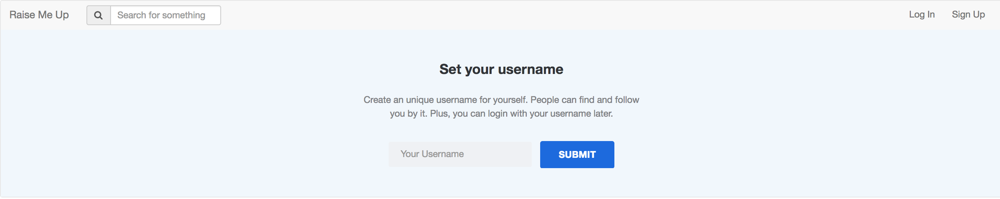 Raise Me Up
Search for something
Log In
Sign Up
Set your username
Create an unique username for yourself. People can find and follow
you by it. Plus, you can login with your username later.
Your Username
SUBMIT